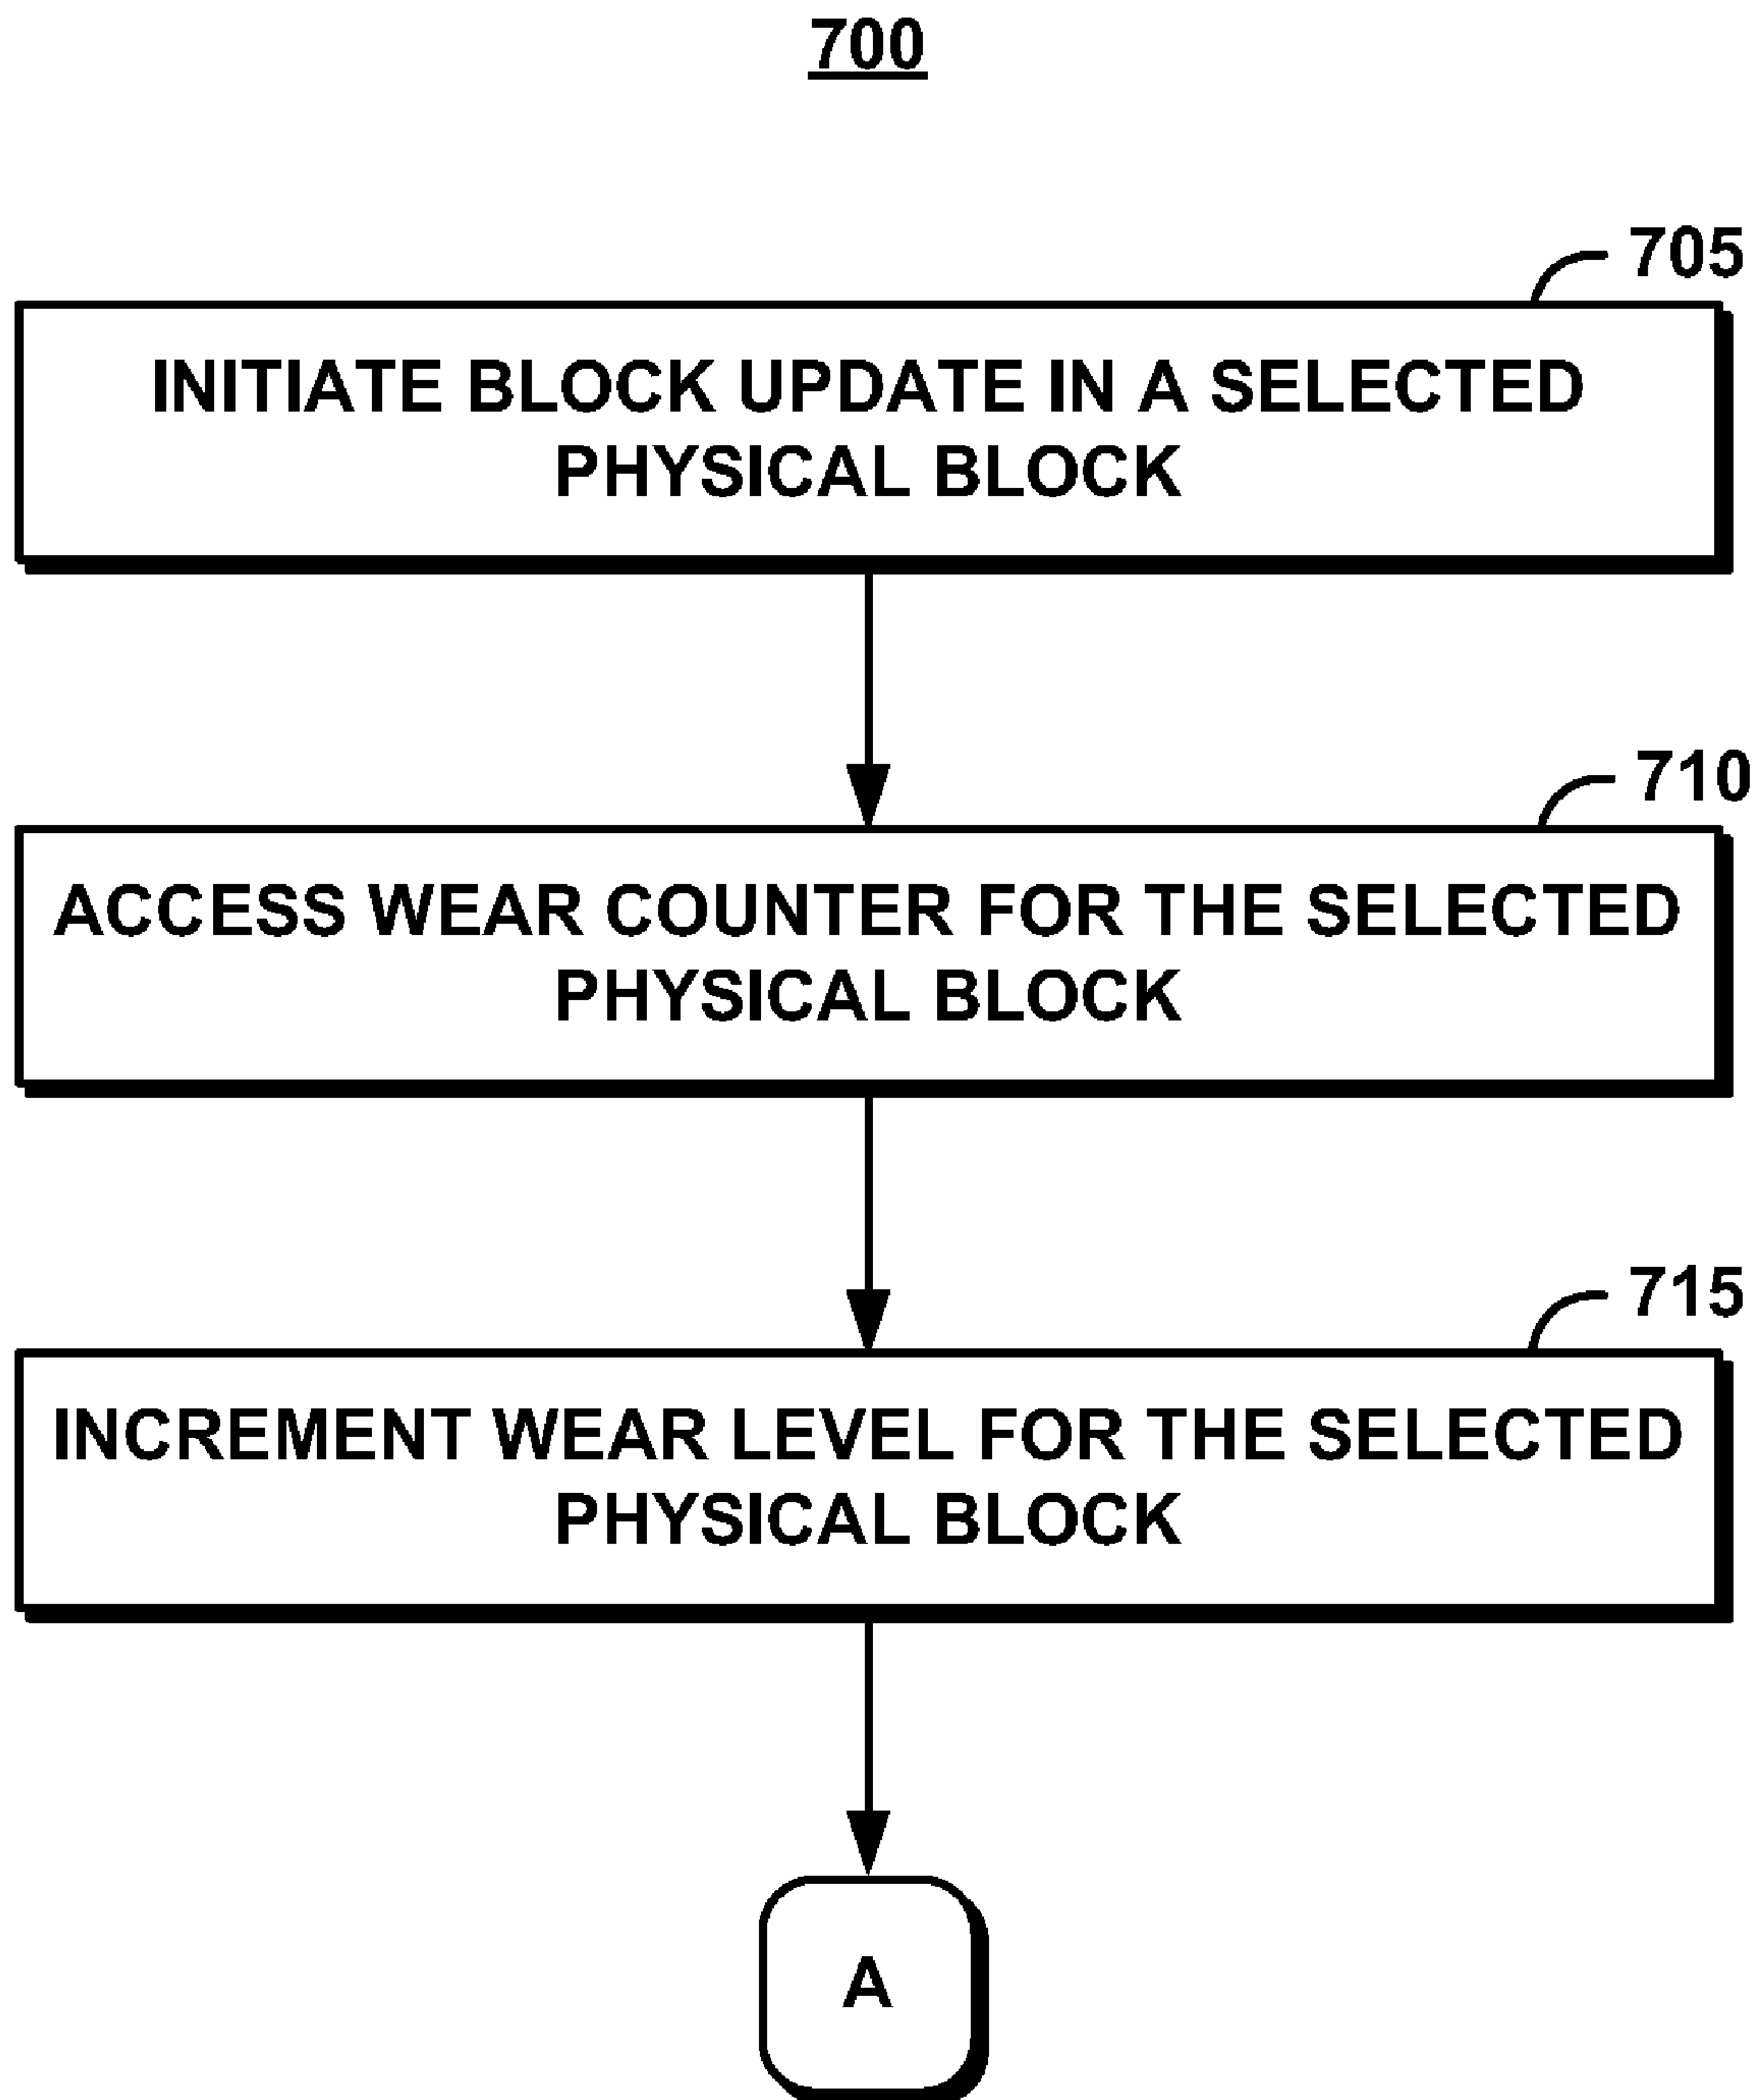 700
705
INITIATE BLOCK UPDATE IN A SELECTED
PHYSICAL BLOCK
710
ACCESS WEAR COUNTER FOR THE SELECTED
PHYSICAL BLOCK
715
INCREMENT WEAR LEVEL FOR THE SELECTED
PHYSICAL BLOCK
A